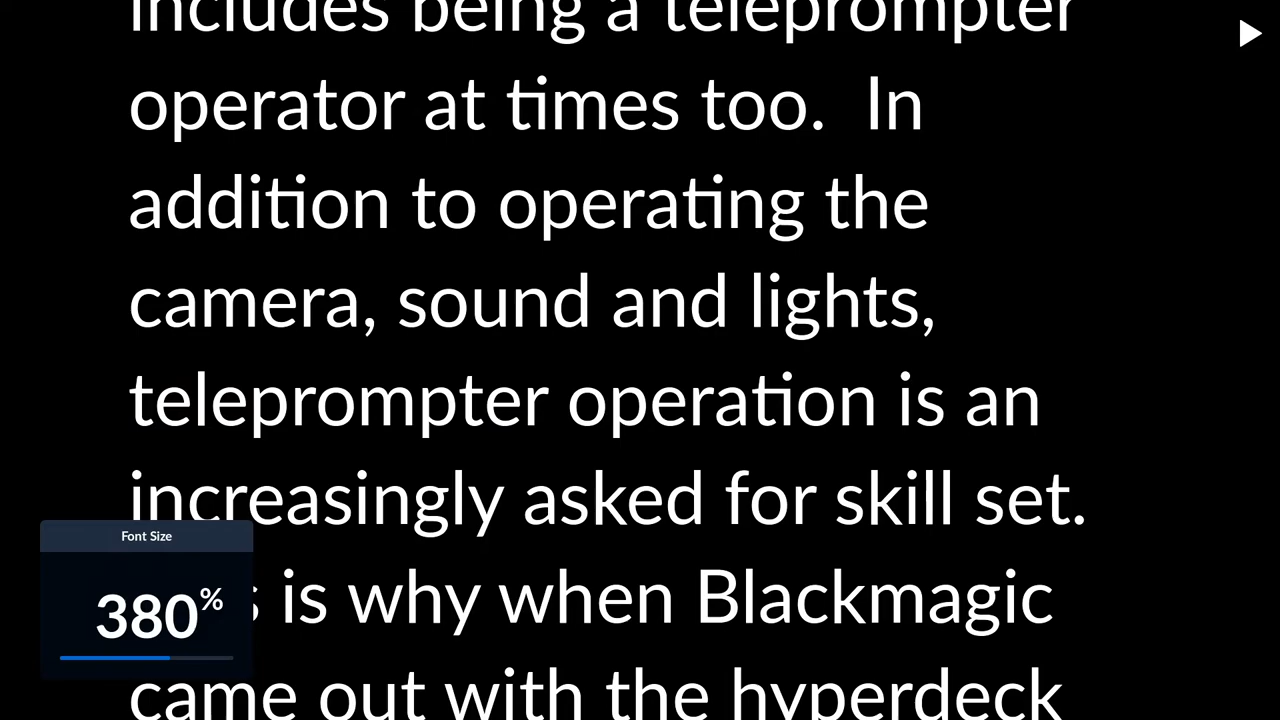 includes being a teleprompter
operator at times too.  In
addition to operating the
camera, sound and lights,
teleprompter operation is an
increasingly asked for skill set.
is why when Blackmagic
came out with the hyperdeck
Font Size
380%